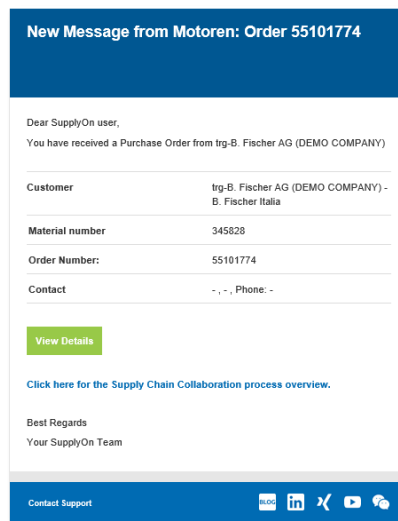 New Message from Motoren: Order 55101774
Dear SupplyOn user,
You have received a Purchase Order from trg-B. Fischer AG (DEMO COMPANY)
Customer trg-B. Fischer AG (DEMO COMPANY) -
B. Fischer Italia
Material number 345828
Order Number: 55101774
Contact - , - , Phone: -
View Details
Click here for the Supply Chain Collaboration process overview.
Best Regards
Your SupplyOn Team
Contact Support BLOG in